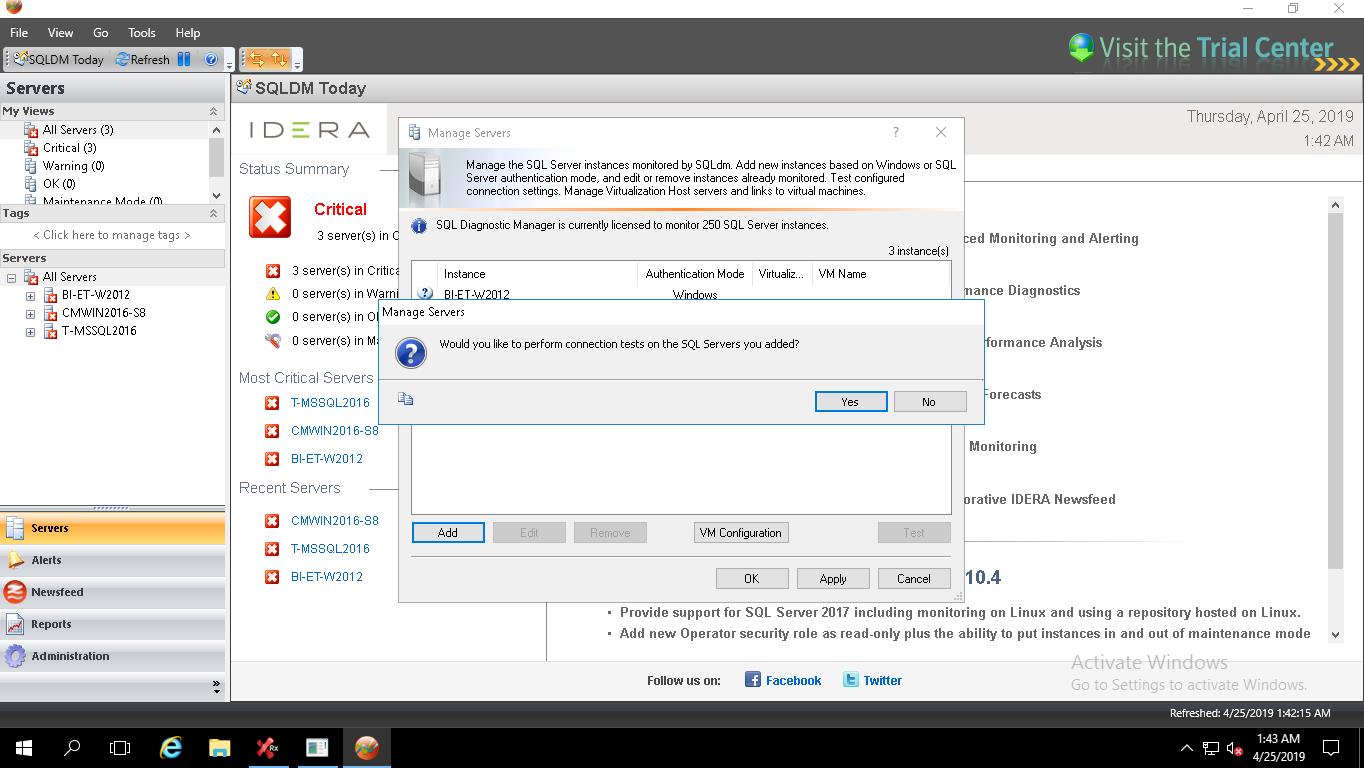 File View Go Tools Help
SQLDM Today Refresh
Visit the Trial Center
Servers
My Views
All Servers (3)
Critical (3)
Warning (0)
OK (0)
Maintenance Mode (0)
Tags
< Click here to manage tags >
Servers
All Servers
BI-ET-W2012
CMWIN2016-S8
T-MSSQL2016
Servers
Alerts
Newsfeed
Reports
Administration
SQLDM Today
IDERA
Thursday, April 25, 2019
1:42 AM
Status Summary
Critical
3 server(s) in C
3 server(s) in Critica
0 server(s) in Warni
0 server(s) in O
0 server(s) in Ma
Most Critical Servers
T-MSSQL2016
CMWIN2016-S8
BI-ET-W2012
Recent Servers
CMWIN2016-S8
T-MSSQL2016
BI-ET-W2012
Manage Servers
Manage the SQL Server instances monitored by SQLdm. Add new instances based on Windows or SQL
Server authentication mode, and edit or remove instances already monitored. Test configured
connection settings. Manage Virtualization Host servers and links to virtual machines.
SQL Diagnostic Manager is currently licensed to monitor 250 SQL Server instances.
3 instance(s)
Instance Authentication Mode Virtualiz... VM Name
BI-ET-W2012 Windows
Manage Servers
Would you like to perform connection tests on the SQL Servers you added?
Yes No
Add Edit Remove VM Configuration Test
OK Apply Cancel
ced Monitoring and Alerting
mance Diagnostics
formance Analysis
Forecasts
Monitoring
orative IDERA Newsfeed
10.4
• Provide support for SQL Server 2017 including monitoring on Linux and using a repository hosted on Linux.
• Add new Operator security role as read-only plus the ability to put instances in and out of maintenance mode
Follow us on: Facebook Twitter
Activate Windows
Go to Settings to activate Windows.
Refreshed: 4/25/2019 1:42:15 AM
1:43 AM
4/25/2019